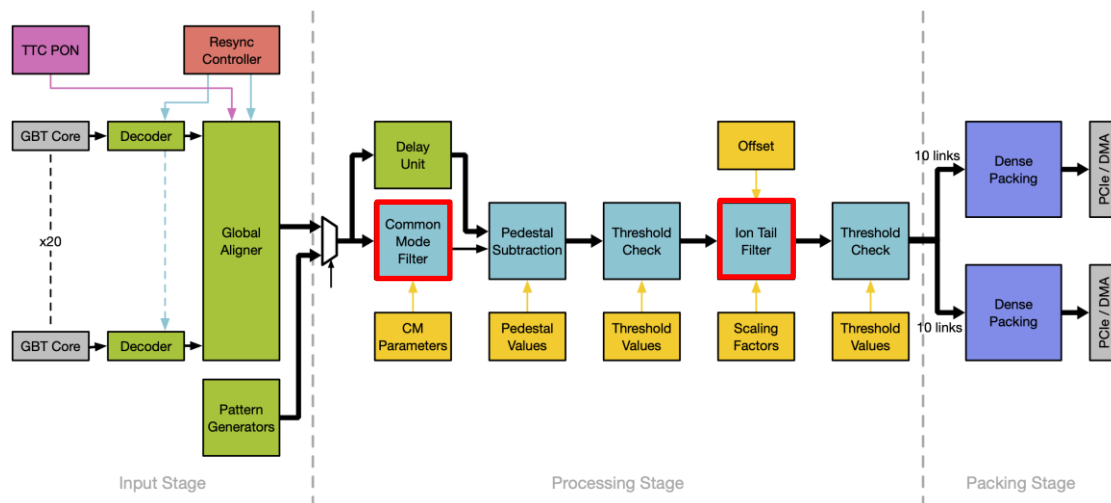 TTC PON
Resync
Controller
GBT Core
Decoder
x20
Global
Aligner
GBT Core
Decoder
Pattern
Generators
Input Stage
Delay
Unit
Common
Mode
Filter
CM
Parameters
Pedestal
Subtraction
Pedestal
Values
Threshold
Check
Threshold
Values
Offset
Ion Tail
Filter
Scaling
Factors
Threshold
Check
Threshold
Values
Processing Stage
10 links
Dense
Packing
PCIe / DMA
10 links
Dense
Packing
PCIe / DMA
Packing Stage